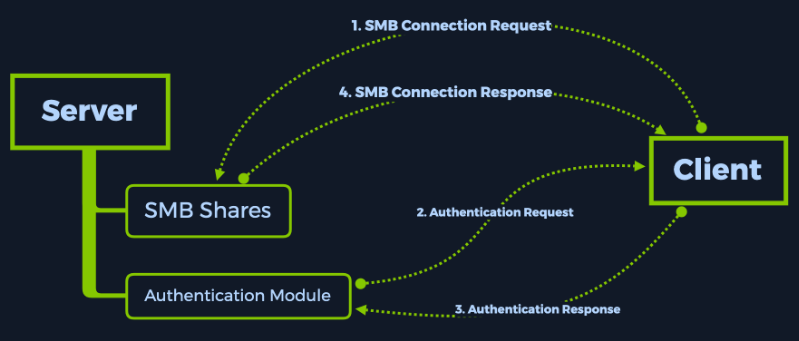 1. SMB Connection Request
Server
4. SMB Connection Response
Client
SMB Shares
2. Authentication Request
Authentication Module
3. Authentication Response